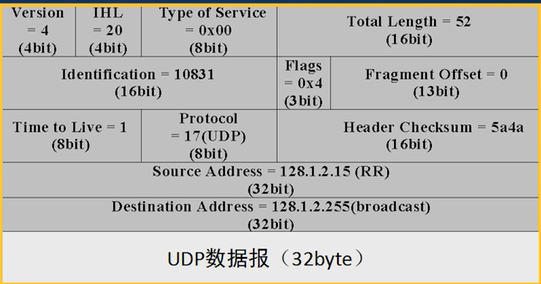 Version
= 4
(4bit)
IHL
= 20
(4bit)
Type of Service
= 0x00
(8bit)
Total Length = 52
(16bit)
Identification = 10831
(16bit)
Flags
= 0x4
(3bit)
Fragment Offset = 0
(13bit)
Time to Live = 1
(8bit)
Protocol
= 17(UDP)
(8bit)
Header Checksum = 5a4a
(16bit)
Source Address = 128.1.2.15 (RR)
(32bit)
Destination Address = 128.1.2.255(broadcast)
(32bit)
UDP数据报（32byte）